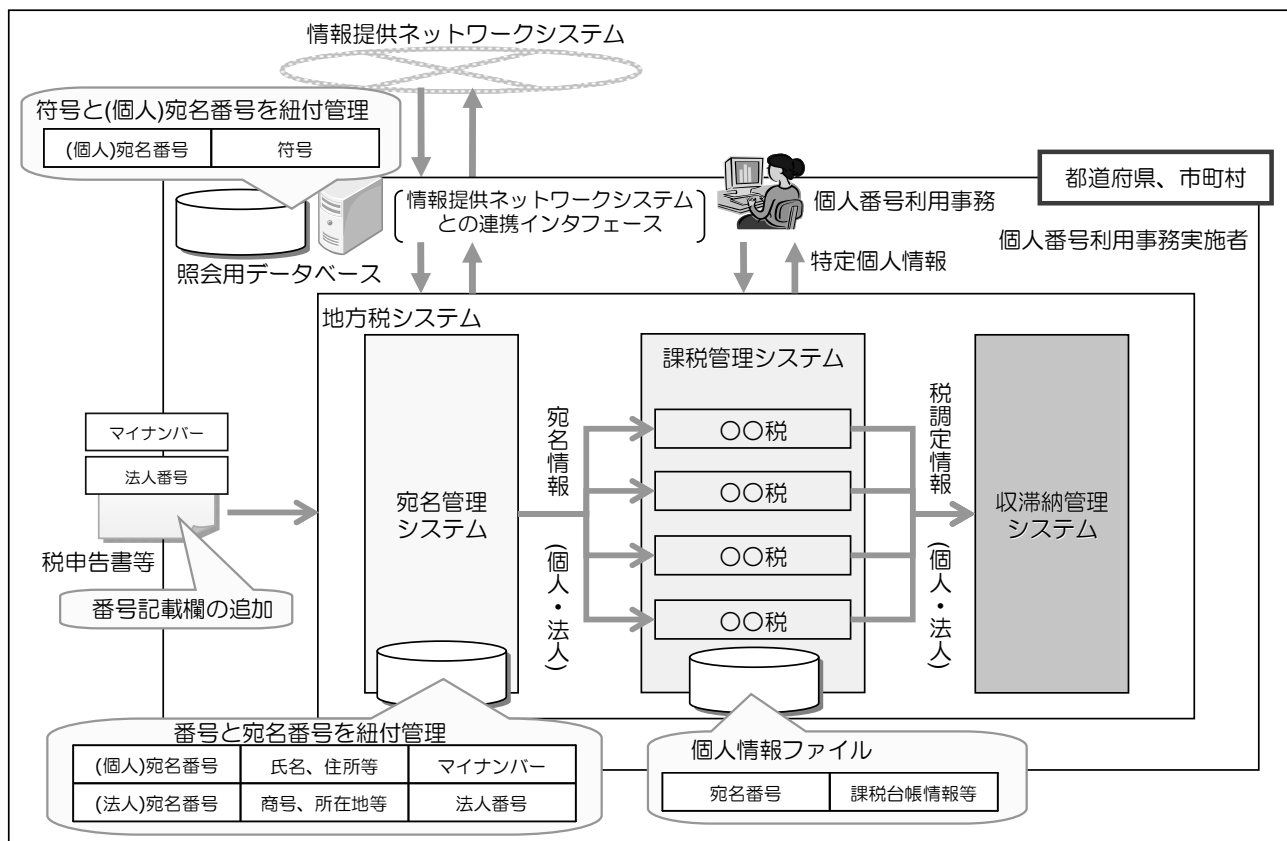 情報提供ネットワークシステム
符号と(個人)宛名番号を紐付管理
(個人)宛名番号
符号
照会用データベース
情報提供ネットワークシステム
との連携インタフェース
個人番号利用事務
特定個人情報
都道府県、市町村
個人番号利用事務実施者
地方税システム
マイナンバー
法人番号
税申告書等
番号記載欄の追加
宛名管理
システム
宛名情報
(個人・法人)
課税管理システム
〇〇税
〇〇税
〇〇税
〇〇税
税調定情報
(個人・法人)
収滞納管理
システム
番号と宛名番号を紐付管理
(個人)宛名番号
氏名、住所等
マイナンバー
(法人)宛名番号
商号、所在地等
法人番号
個人情報ファイル
宛名番号
課税台帳情報等